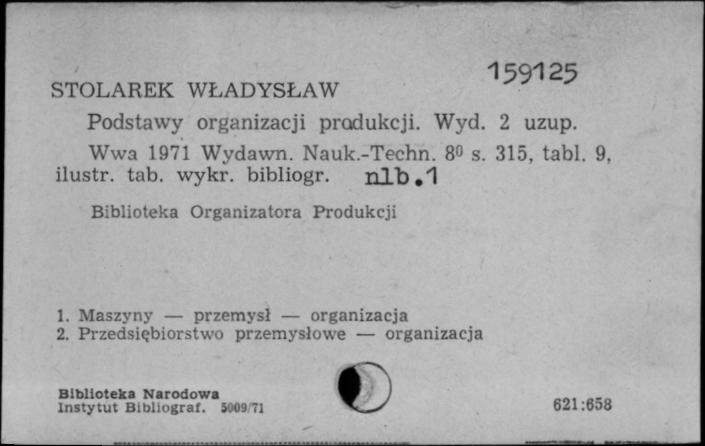 159125
STOLAREK WŁADYSŁAW
Podstawy organizacji produkcji. Wyd. 2 uzup.
Wwa 1971 Wydawn. Nauk.-Techn. 8⁰ s. 315, tabl. 9,
ilustr. tab. wykr. bibliogr. nlb.1
Biblioteka Organizatora Produkcji
1. Maszyny — przemysł — organizacja
2. Przedsiębiorstwo przemysłowe — organizacja
Biblioteka Narodowa
Instytut Bibliograf. 5009/71
621:658